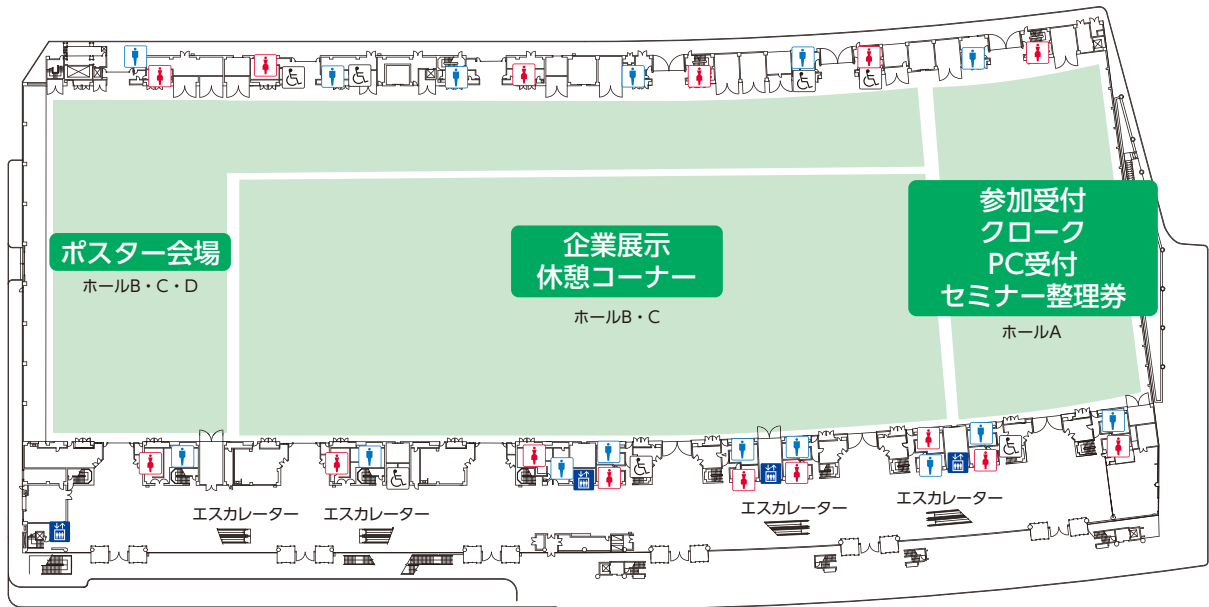 ポスター会場
ホールB・C・D
企業展示
休憩コーナー
ホールB・C
参加受付
クローク
PC受付
セミナー整理券
ホールA
エスカレーター
エスカレーター
エスカレーター
エスカレーター